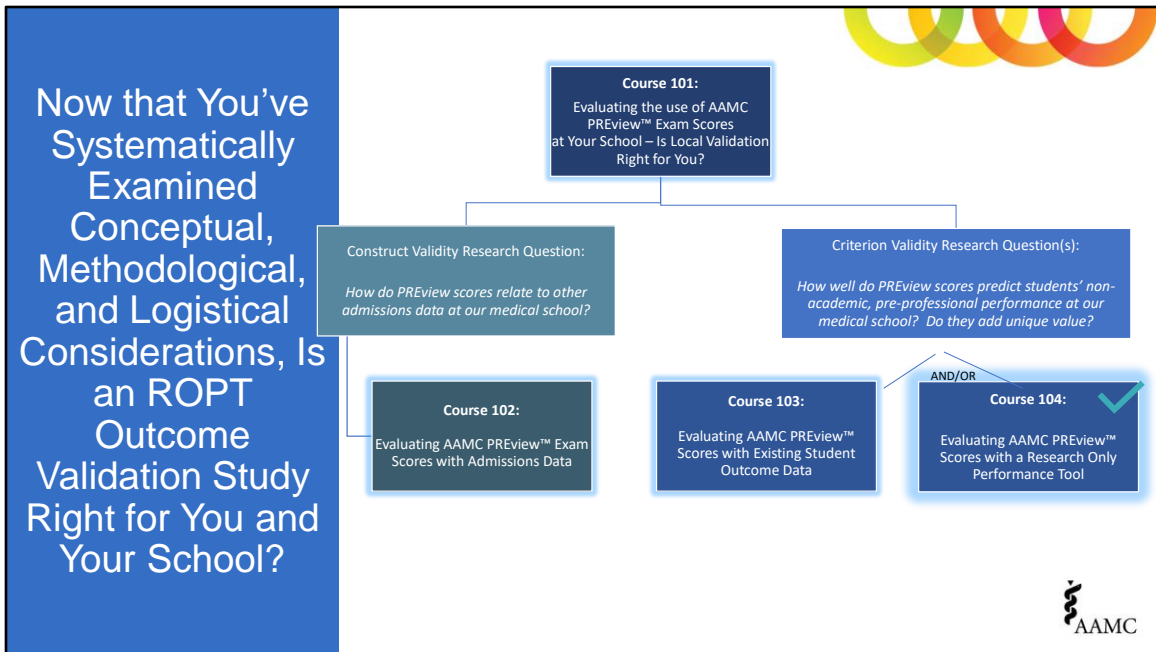 Now that You’ve
Systematically
Examined
Conceptual,
Methodological,
and Logistical
Considerations, Is
an ROPT
Outcome
Validation Study
Right for You and
Your School?
Course 101:
Evaluating the use of AAMC
PREview™ Exam Scores
at Your School – Is Local Validation
Right for You?
Construct Validity Research Question:
How do PREview scores relate to other
admissions data at our medical school?
Criterion Validity Research Question(s):
How well do PREview scores predict students’ non-
academic, pre-professional performance at our
medical school? Do they add unique value?
Course 102:
Evaluating AAMC PREview™ Exam
Scores with Admissions Data
AND/OR
Course 103:
Evaluating AAMC PREview™
Scores with Existing Student
Outcome Data
Course 104:
Evaluating AAMC PREview™
Scores with a Research Only
Performance Tool
AAMC